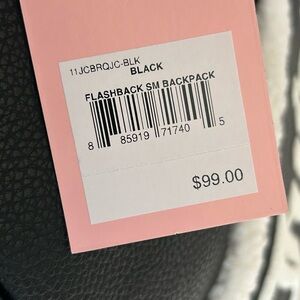 11JCBRQJC-BLK
BLACK
FLASHBACK SM BACKPACK
8 85919 71740 5
$99.00